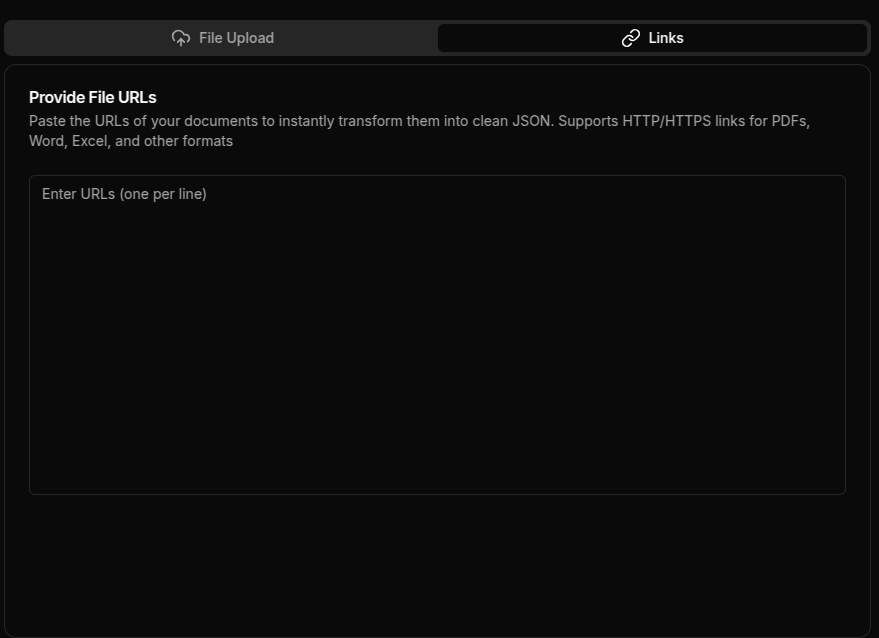 File Upload
Links
Provide File URLs
Paste the URLs of your documents to instantly transform them into clean JSON. Supports HTTP/HTTPS links for PDFs,
Word, Excel, and other formats
Enter URLs (one per line)